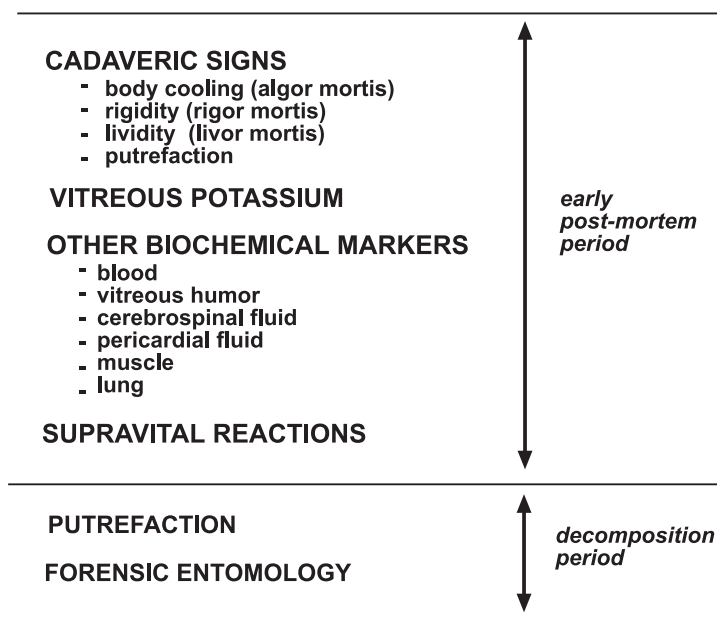 CADAVERIC SIGNS
- body cooling (algor mortis)
- rigidity (rigor mortis)
- lividity (livor mortis)
- putrefaction
VITREOUS POTASSIUM
OTHER BIOCHEMICAL MARKERS
- blood
- vitreous humor
- cerebrospinal fluid
- pericardial fluid
- muscle
- lung
SUPRAVITAL REACTIONS
early
post-mortem
period
PUTREFACTION
FORENSIC ENTOMOLOGY
decomposition
period